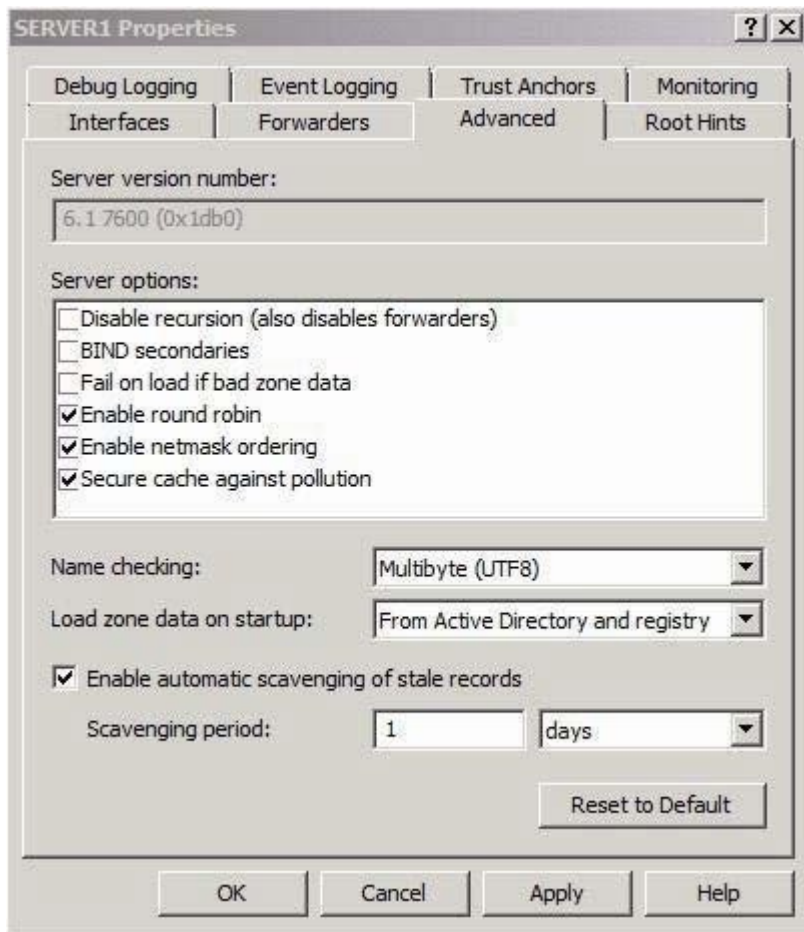 SERVER1 Properties
Debug Logging Event Logging Trust Anchors Monitoring
Interfaces Forwarders Advanced Root Hints
Server version number:
6.1 7600 (0x1db0)
Server options:
Disable recursion (also disables forwarders)
BIND secondaries
Fail on load if bad zone data
Enable round robin
Enable netmask ordering
Secure cache against pollution
Name checking: Multibyte (UTF8)
Load zone data on startup: From Active Directory and registry
Enable automatic scavenging of stale records
Scavenging period: 1 days
Reset to Default
OK Cancel Apply Help